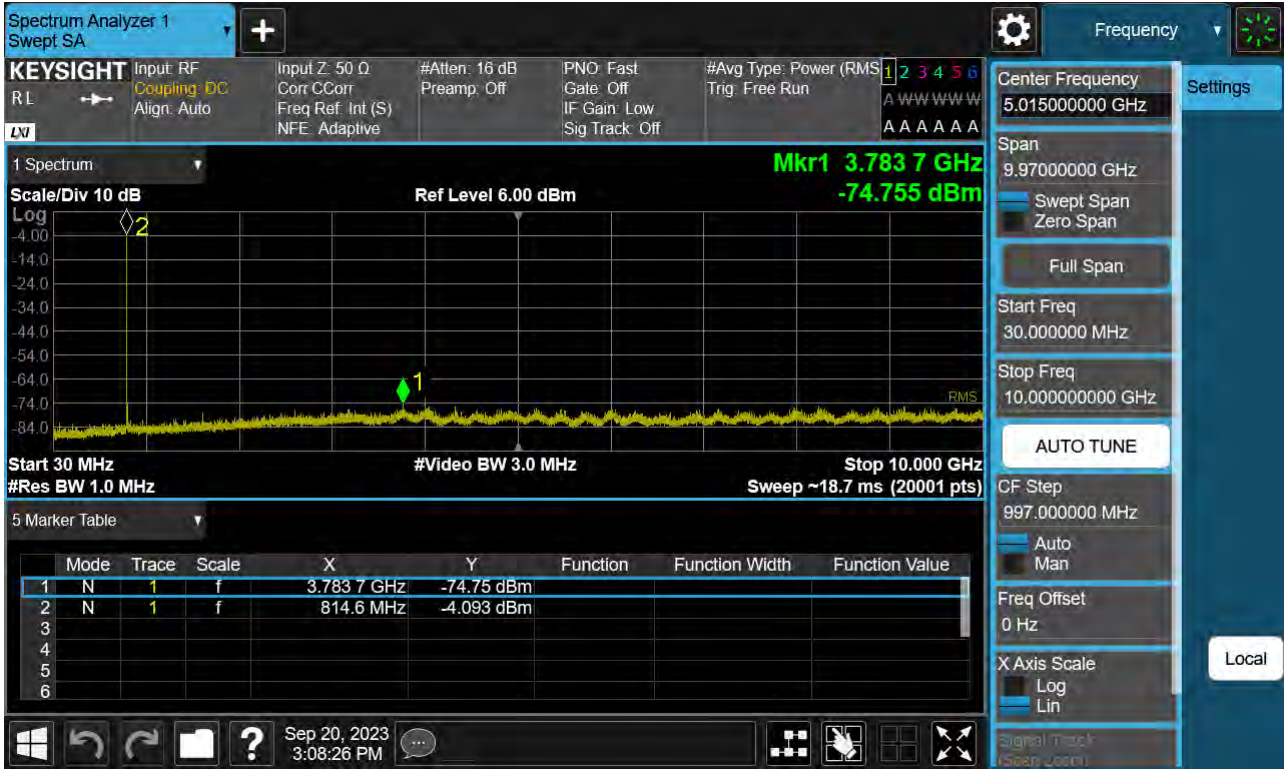 Spectrum Analyzer 1
Swept SA
Frequency
KEYSIGHT
R L
LXI
Input: RF
Coupling: DC
Align: Auto
Input Z: 50 Ω
Corr CCorr
Freq Ref: Int (S)
NFE: Adaptive
#Atten: 16 dB
Preamp: Off
PNO: Fast
Gate: Off
IF Gain: Low
Sig Track: Off
#Avg Type: Power (RMS
Trig: Free Run
1 2 3 4 5 6
A W W W W W
A A A A A A
1 Spectrum
Mkr1 3.783 7 GHz
-74.755 dBm
Scale/Div 10 dB
Ref Level 6.00 dBm
Log
-4.00
-14.0
-24.0
-34.0
-44.0
-54.0
-64.0
-74.0
-84.0
2
1
RMS
Start 30 MHz
#Video BW 3.0 MHz
Stop 10.000 GHz
#Res BW 1.0 MHz
Sweep ~18.7 ms (20001 pts)
5 Marker Table
Mode Trace Scale X Y Function Function Width Function Value
1 N 1 f 3.783 7 GHz -74.75 dBm
2 N 1 f 814.6 MHz -4.093 dBm
3
4
5
6
Center Frequency
5.015000000 GHz
Settings
Span
9.97000000 GHz
Swept Span
Zero Span
Full Span
Start Freq
30.000000 MHz
Stop Freq
10.000000000 GHz
AUTO TUNE
CF Step
997.000000 MHz
Auto
Man
Freq Offset
0 Hz
X Axis Scale
Log
Lin
Local
Signal Track
(Span Zoom)
?
Sep 20, 2023
3:08:26 PM